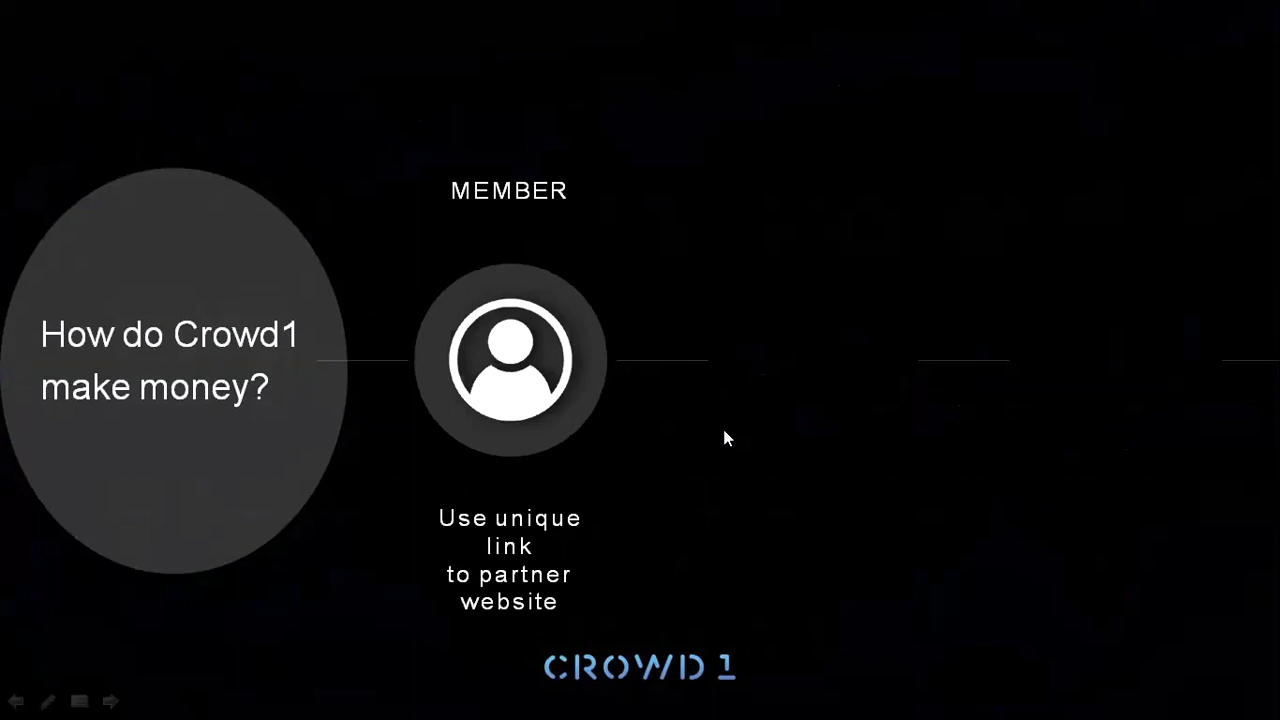 How do Crowd1
make money?
MEMBER
Use unique
link
to partner
website
CROWD 1